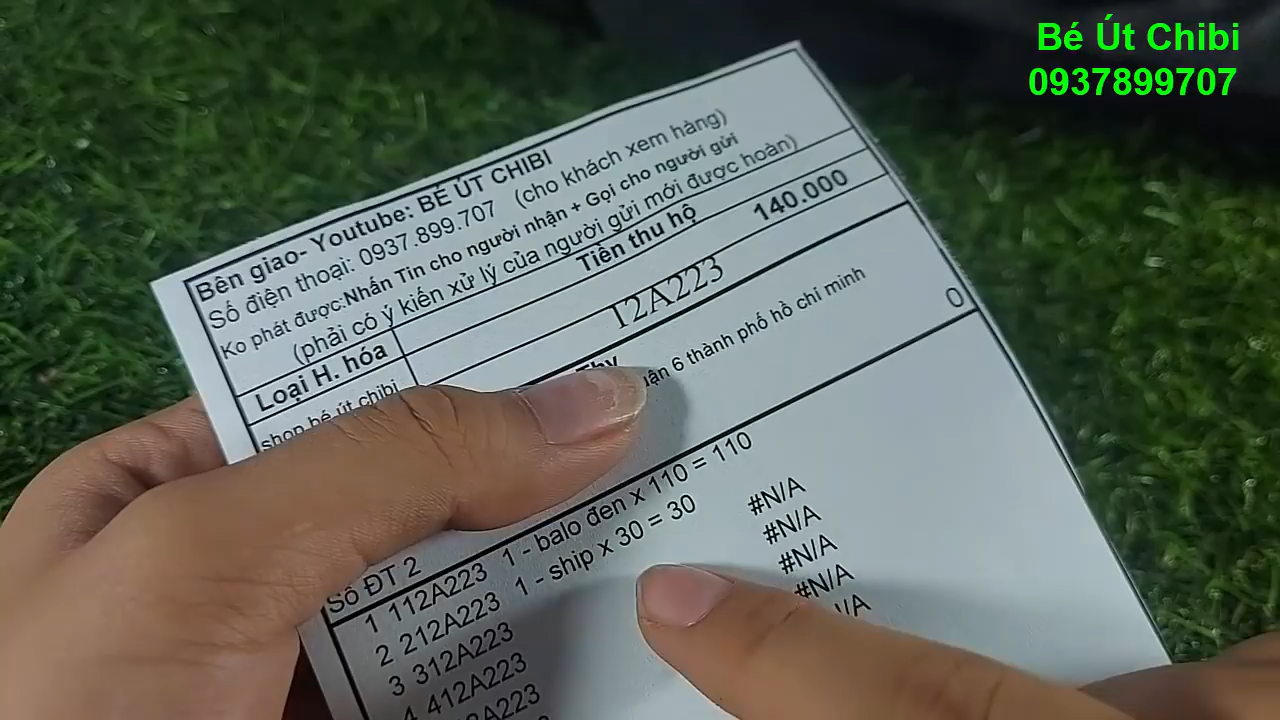 Bé Út Chibi
0937899707
Bên giao- Youtube: BÉ ÚT CHIBI
Số điện thoại: 0937.899.707 (cho khách xem hàng)
Ko phát được:Nhắn Tin cho người nhận + Gọi cho người gửi
(phải có ý kiến xử lý của người gửi mới được hoàn)
Tiền thu hộ 140.000
Loại H. hóa 12A223
shop bé út chibi
6 thành phố hồ chí minh
0
Số ĐT 2
1 112A223 1 - balo đen x 110 = 110
2 212A223 1 - ship x 30 = 30 #N/A
3 312A223 #N/A
4 412A223 #N/A
#N/A